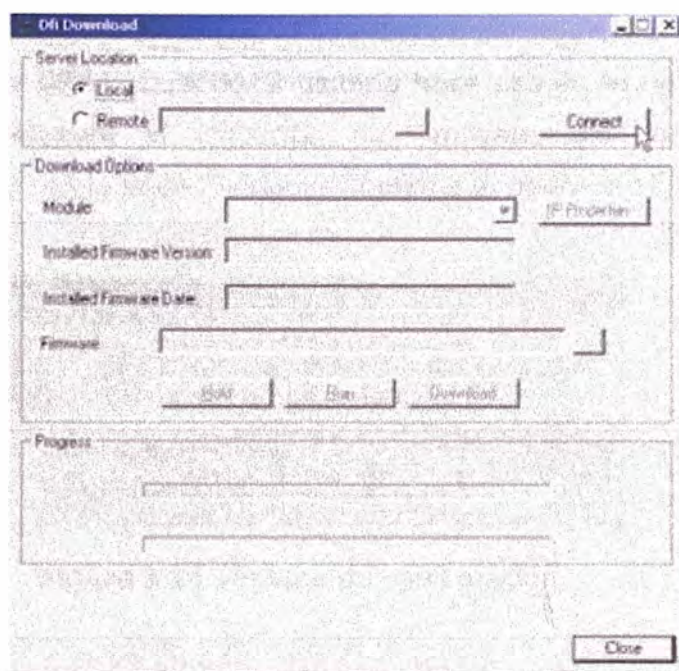 Dfi Download
Server Location
Local
Remote
Connect
Download Options
Module
IP Properties
Installed Firmware Version:
Installed Firmware Date:
Firmware
Hold
Run
Download
Progress
Close